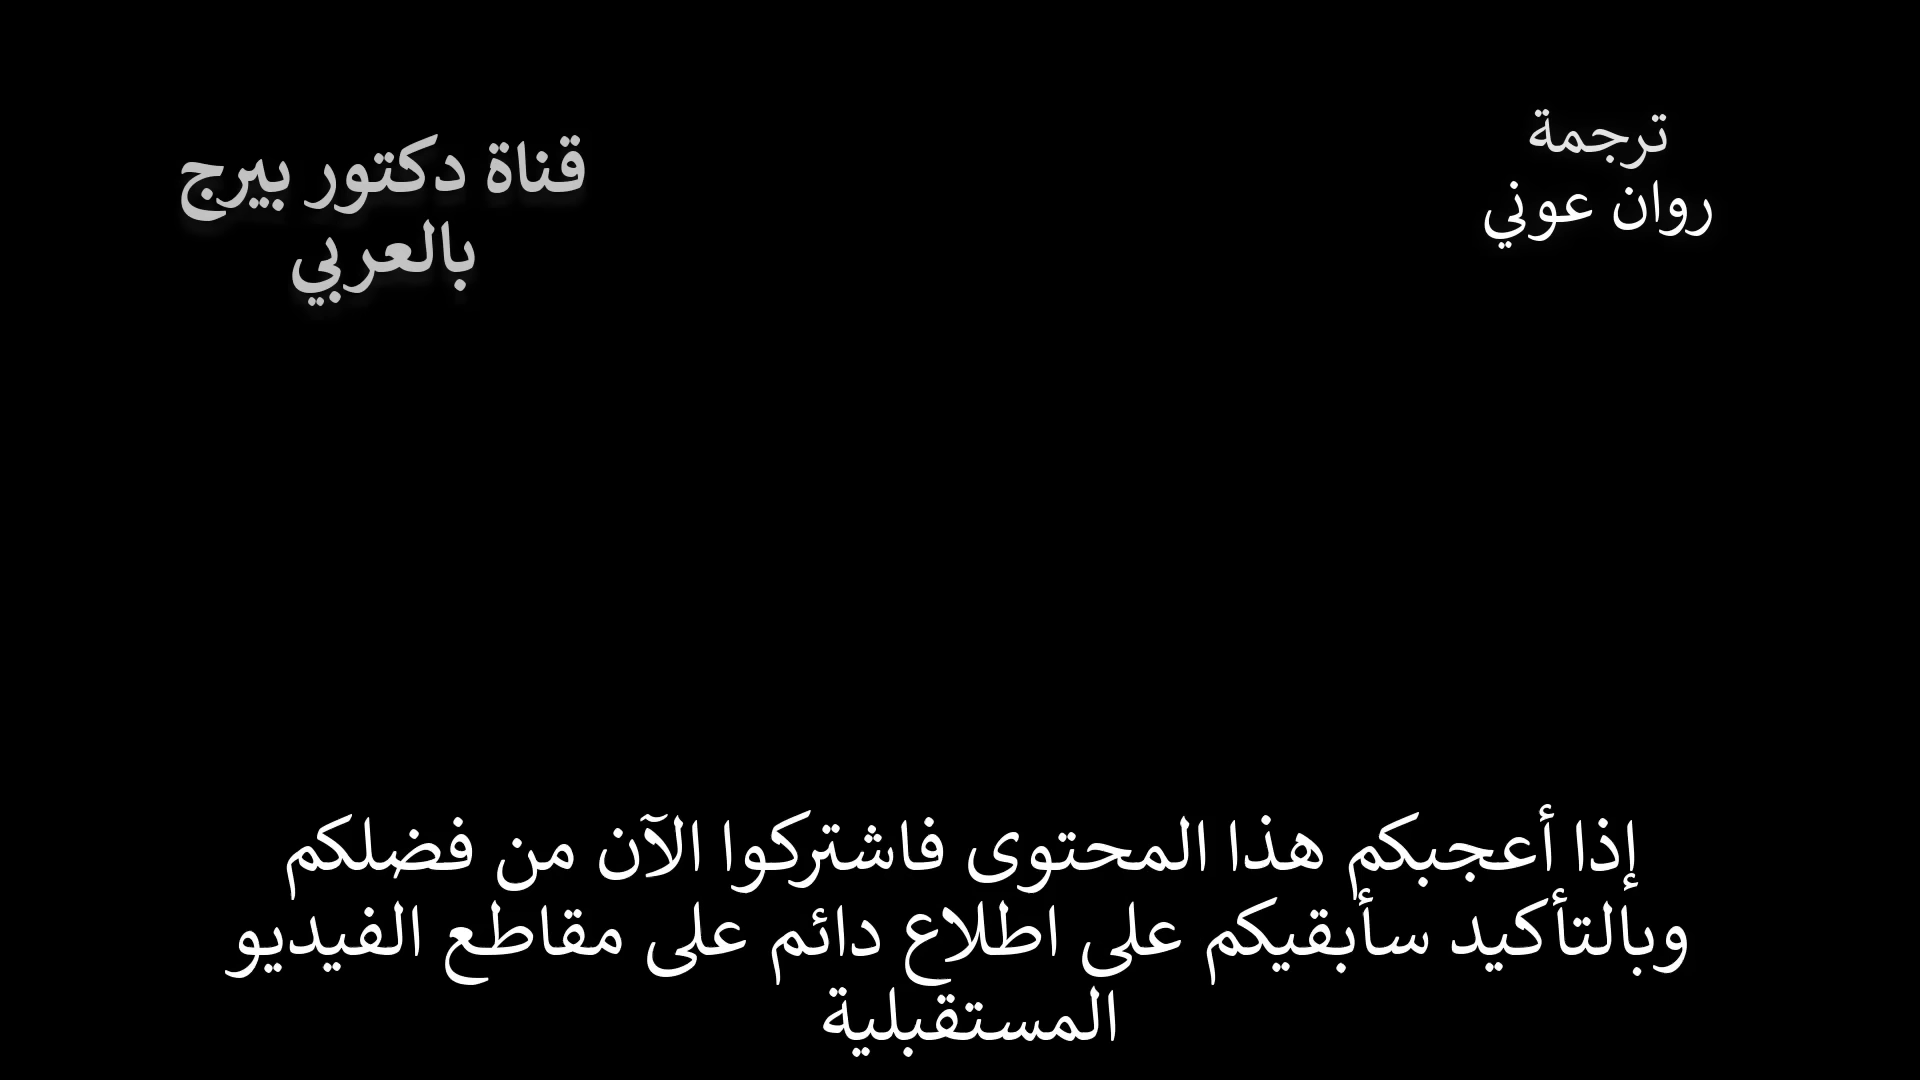 ترجمة
روان عوني
قناة دكتور بيرج
بالعربي
إذا أعجبكم هذا المحتوى فاشتركوا الآن من فضلكم
وبالتأكيد سأبقيكم على اطلاع دائم على مقاطع الفيديو
المستقبلية